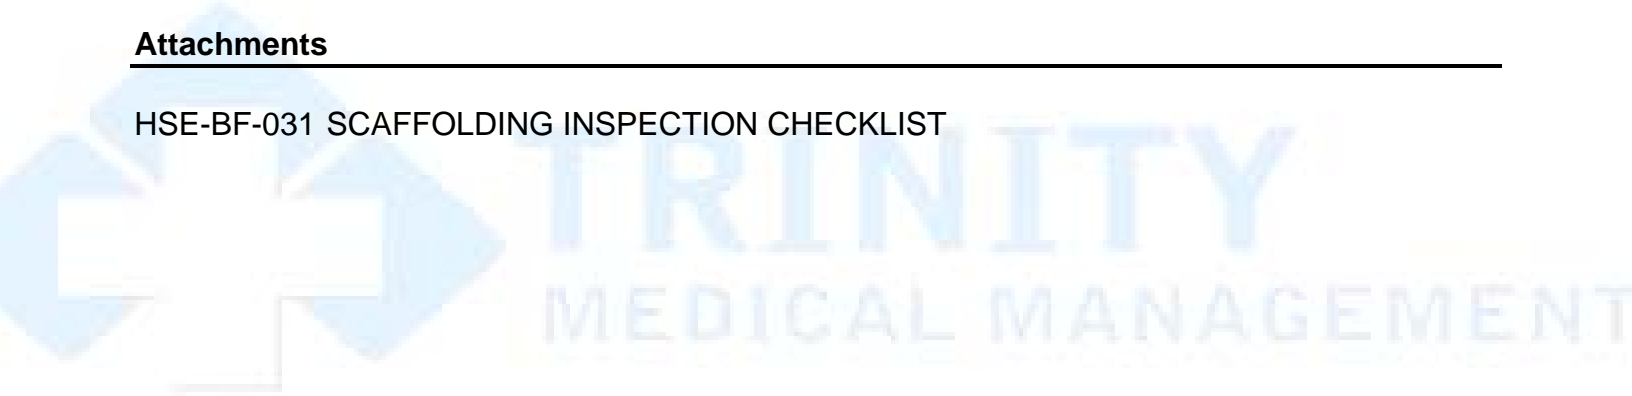 Attachments
HSE-BF-031 SCAFFOLDING INSPECTION CHECKLIST
TRINITY
MEDICAL MANAGEMENT